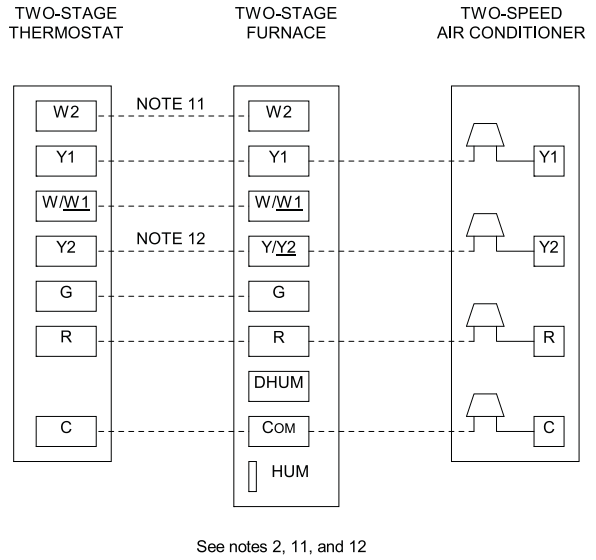 TWO-STAGE THERMOSTAT
TWO-STAGE FURNACE
TWO-SPEED AIR CONDITIONER
W2 NOTE 11 W2
Y1 Y1 Y1
W/W1 W/W1
Y2 NOTE 12 Y/Y2 Y2
G G
R R R
DHUM
C COM C
HUM
See notes 2, 11, and 12